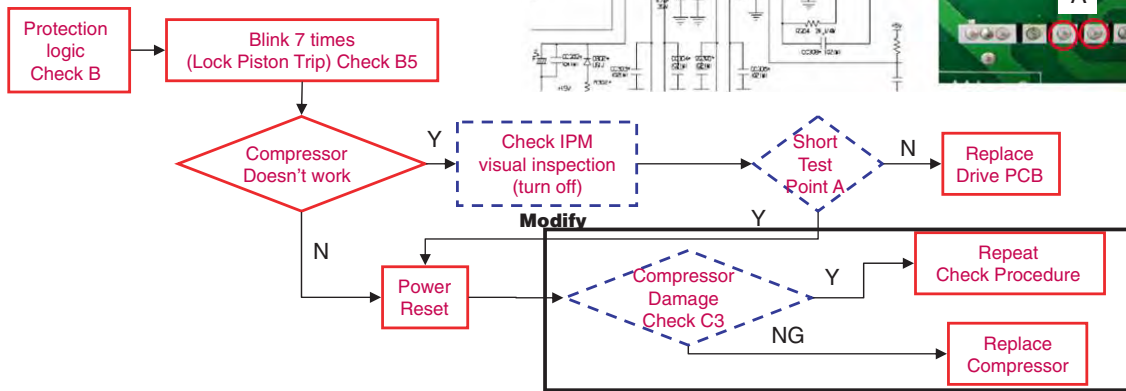 A
Protection
logic
Check B
Blink 7 times
(Lock Piston Trip) Check B5
Compressor
Doesn't work
Y
Check IPM
visual inspection
(turn off)
Short
Test
Point A
N
Replace
Drive PCB
Modify
Y
N
Power
Reset
Compressor
Damage
Check C3
Y
Repeat
Check Procedure
NG
Replace
Compressor